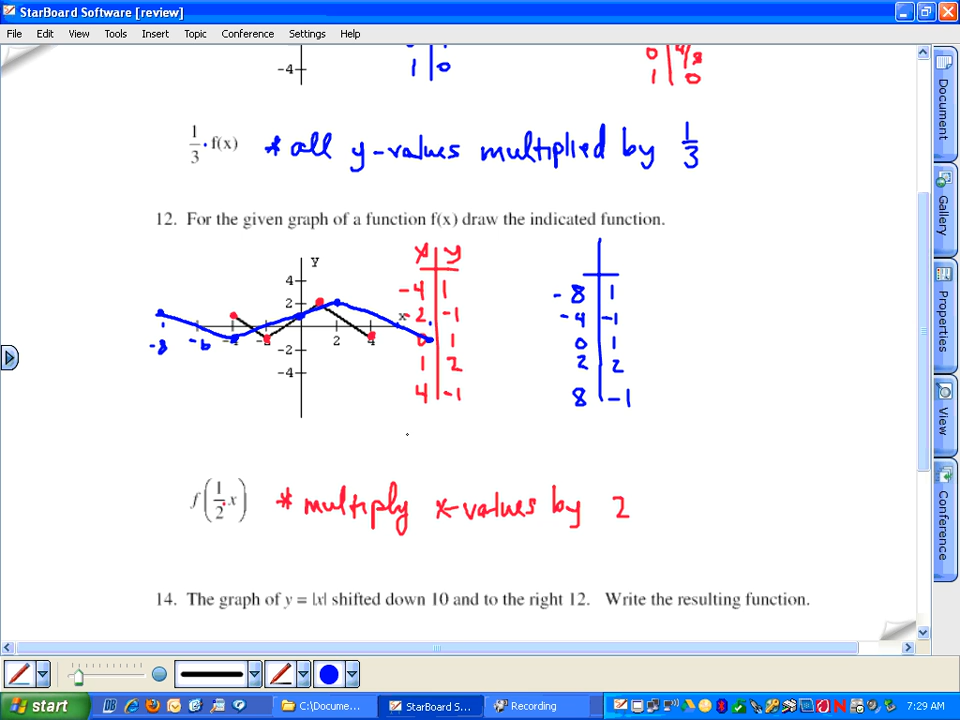 StarBoard Software [review]
File Edit View Tools Insert Topic Conference Settings Help
-4
1 0
0 4/8
1 0
1/3 · f(x) * all y-values multiplied by 1/3
12. For the given graph of a function f(x) draw the indicated function.
Y
4
2
-2
-4
x
-8 -6 -4 -2 2 4
x y
-4 1
-2 -1
0 1
1 2
4 -1
-8 1
-4 -1
0 1
2 2
8 -1
f(1/2 x) * multiply x-values by 2
14. The graph of y = |x| shifted down 10 and to the right 12. Write the resulting function.
Document
Gallery
Properties
View
Conference
start
C:\Docume...
StarBoard S...
Recording
7:29 AM